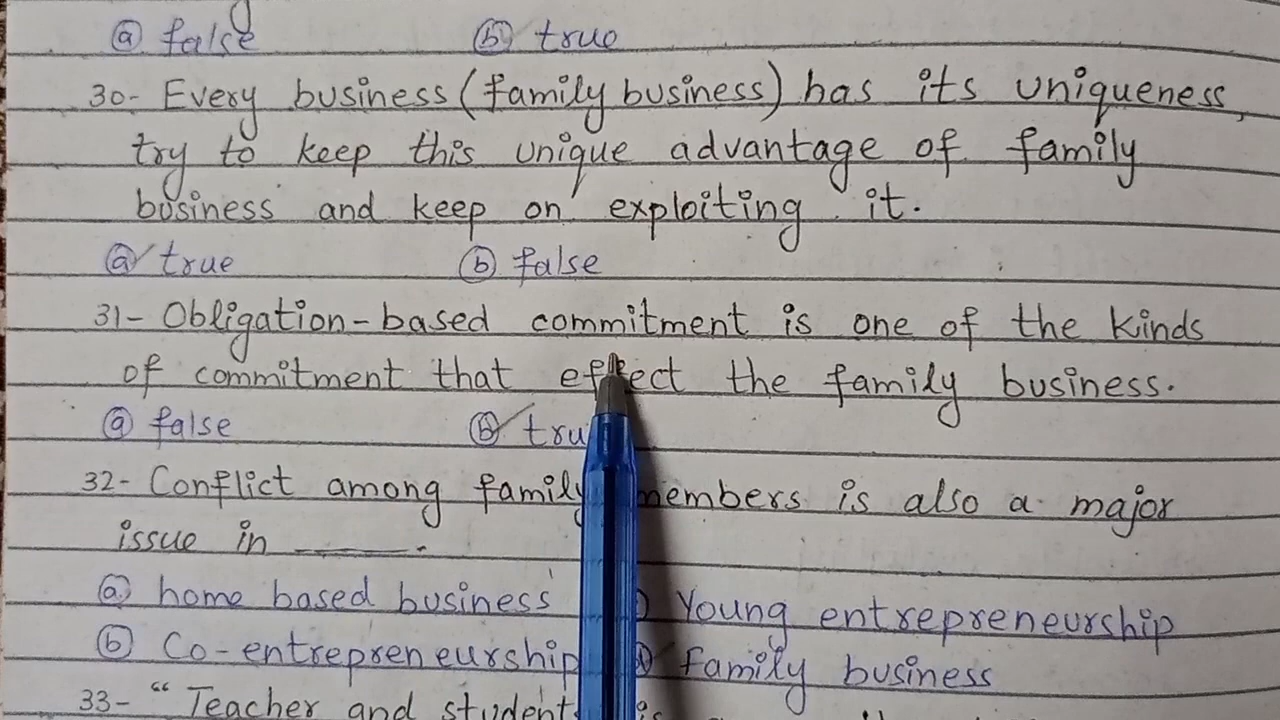 ⓐ false ⓑ true
30- Every business (family business) has its uniqueness,
try to keep this unique advantage of family
business and keep on exploiting it.
ⓐ true ⓑ false
31- Obligation-based commitment is one of the kinds
of commitment that effect the family business.
ⓐ false ⓑ tru
32- Conflict among family members is also a major
issue in ______.
ⓐ home based business Young entrepreneurship
ⓑ Co-entrepreneurship ⓓ Family business
33- “Teacher and student